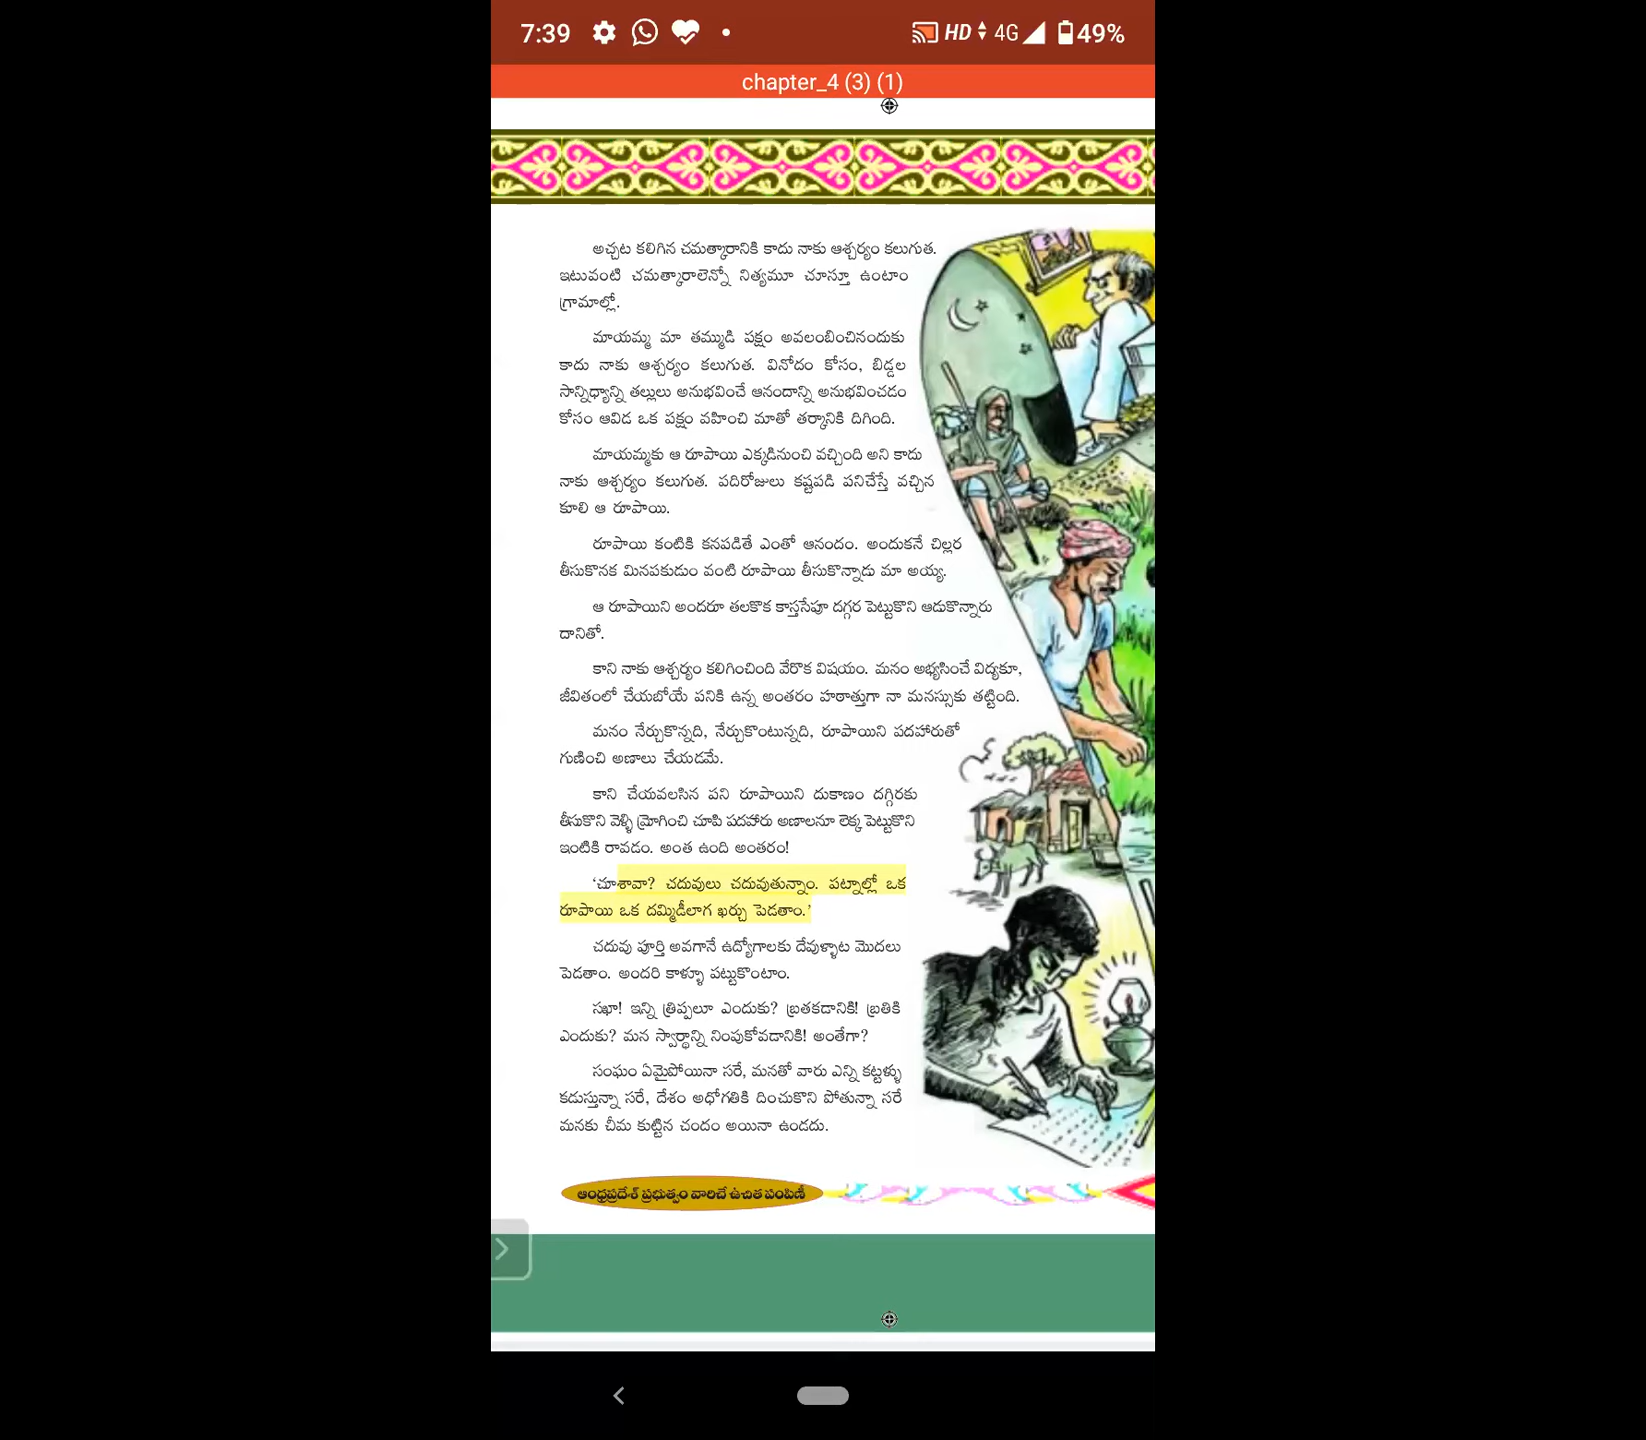 7:39
HD 4G 49%
chapter_4 (3) (1)
అచ్చట కలిగిన చమత్కారానికి కాదు నాకు ఆశ్చర్యం కలుగుత.
ఇటువంటి చమత్కారాలెన్నో నిత్యమూ చూస్తూ ఉంటాం
గ్రామాల్లో.
మాయమ్మ మా తమ్ముడి పక్షం అవలంబించినందుకు
కాదు నాకు ఆశ్చర్యం కలుగుత. వినోదం కోసం, బిడ్డల
సాన్నిధ్యాన్ని తల్లులు అనుభవించే ఆనందాన్ని అనుభవించడం
కోసం ఆవిడ ఒక పక్షం వహించి మాతో తర్కానికి దిగింది.
మాయమ్మకు ఆ రూపాయి ఎక్కడినుంచి వచ్చింది అని కాదు
నాకు ఆశ్చర్యం కలుగుత. పదిరోజులు కష్టపడి పనిచేస్తే వచ్చిన
కూలి ఆ రూపాయి.
రూపాయి కంటికి కనపడితే ఎంతో ఆనందం. అందుకనే చిల్లర
తీసుకొనక మినపకుడుం వంటి రూపాయి తీసుకొన్నాడు మా అయ్య.
ఆ రూపాయిని అందరూ తలకొక కాస్తసేపూ దగ్గర పెట్టుకొని ఆడుకొన్నారు
దానితో.
కాని నాకు ఆశ్చర్యం కలిగించింది వేరొక విషయం. మనం అభ్యసించే విద్యకూ,
జీవితంలో చేయబోయే పనికి ఉన్న అంతరం హఠాత్తుగా నా మనస్సుకు తట్టింది.
మనం నేర్చుకొన్నది, నేర్చుకొంటున్నది, రూపాయిని పదహారుతో
గుణించి అణాలు చేయడమే.
కాని చేయవలసిన పని రూపాయిని దుకాణం దగ్గిరకు
తీసుకొని వెళ్ళి మ్రోగించి చూపి పదహారు అణాలనూ లెక్క పెట్టుకొని
ఇంటికి రావడం. అంత ఉంది అంతరం!
‘చూశావా? చదువులు చదువుతున్నాం. పట్నాల్లో ఒక
రూపాయి ఒక దమ్మిడీలాగ ఖర్చు పెడతాం.’
చదువు పూర్తి అవగానే ఉద్యోగాలకు దేవుళ్ళాట మొదలు
పెడతాం. అందరి కాళ్ళూ పట్టుకొంటాం.
సఖా! ఇన్ని త్రిప్పలూ ఎందుకు? బ్రతకడానికి! బ్రతికి
ఎందుకు? మన స్వార్థాన్ని నింపుకోవడానికి! అంతేగా?
సంఘం ఏమైపోయినా సరే, మనతో వారు ఎన్ని కట్టళ్ళు
కడుస్తున్నా సరే, దేశం అధోగతికి దించుకొని పోతున్నా సరే
మనకు చీమ కుట్టిన చందం అయినా ఉండదు.
ఆంధ్రప్రదేశ్ ప్రభుత్వం వారిచే ఉచిత పంపిణీ